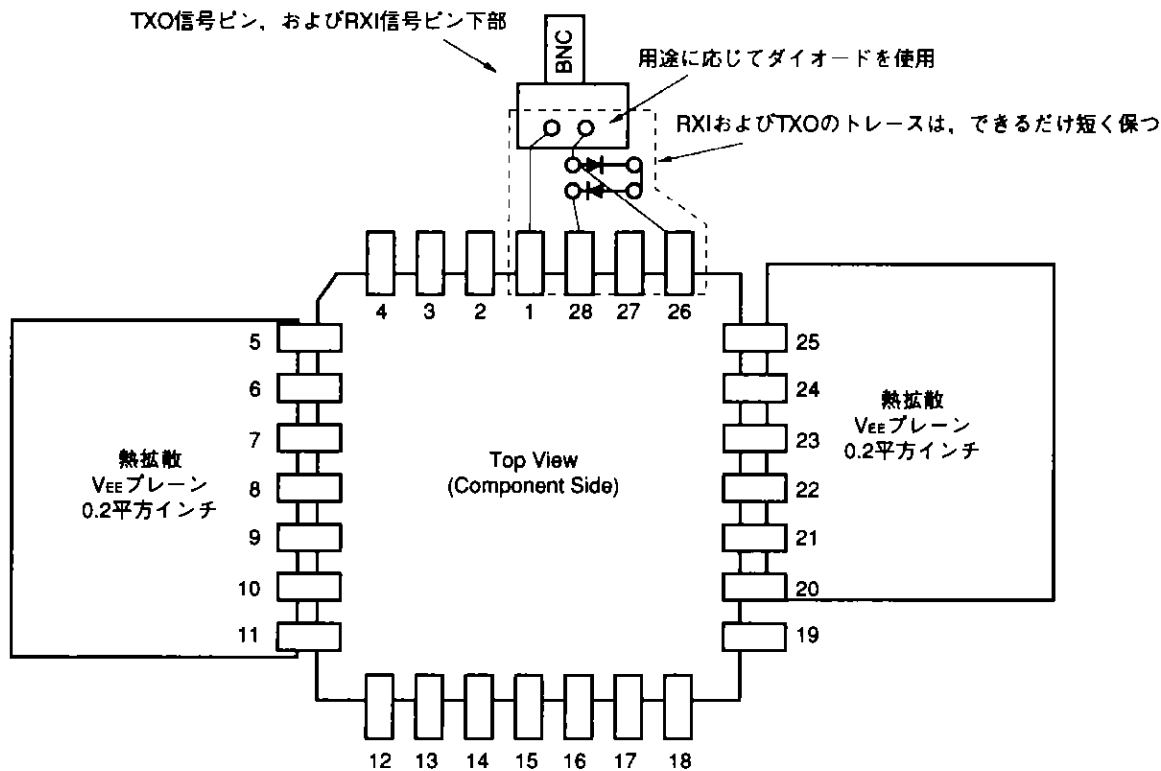 TXO信号ピン，およびRXI信号ピン下部
BNC
用途に応じてダイオードを使用
RXIおよびTXOのトレースは，できるだけ短く保つ
4 3 2 1 28 27 26
5
6
7
8
9
10
11
熱拡散
VEEプレーン
0.2平方インチ
Top View
(Component Side)
25
24
23
22
21
20
19
熱拡散
VEEプレーン
0.2平方インチ
12 13 14 15 16 17 18